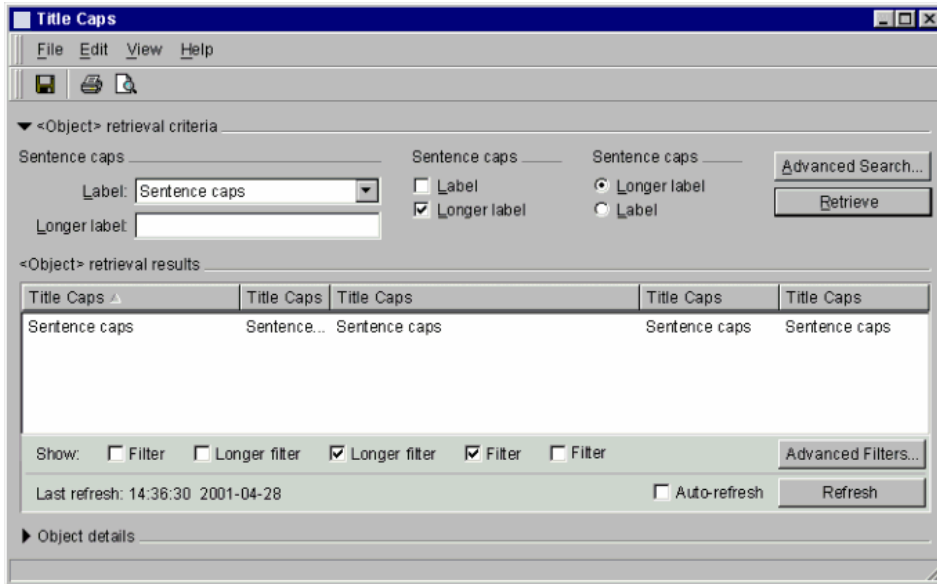 Title Caps
File Edit View Help
<Object> retrieval criteria
Sentence caps Sentence caps Sentence caps Advanced Search...
Label: Sentence caps Label Longer label Retrieve
Longer label: Longer label Label
<Object> retrieval results
Title Caps Title Caps Title Caps Title Caps Title Caps
Sentence caps Sentence... Sentence caps Sentence caps Sentence caps
Show: Filter Longer filter Longer filter Filter Filter Advanced Filters...
Last refresh: 14:36:30 2001-04-28 Auto-refresh Refresh
Object details